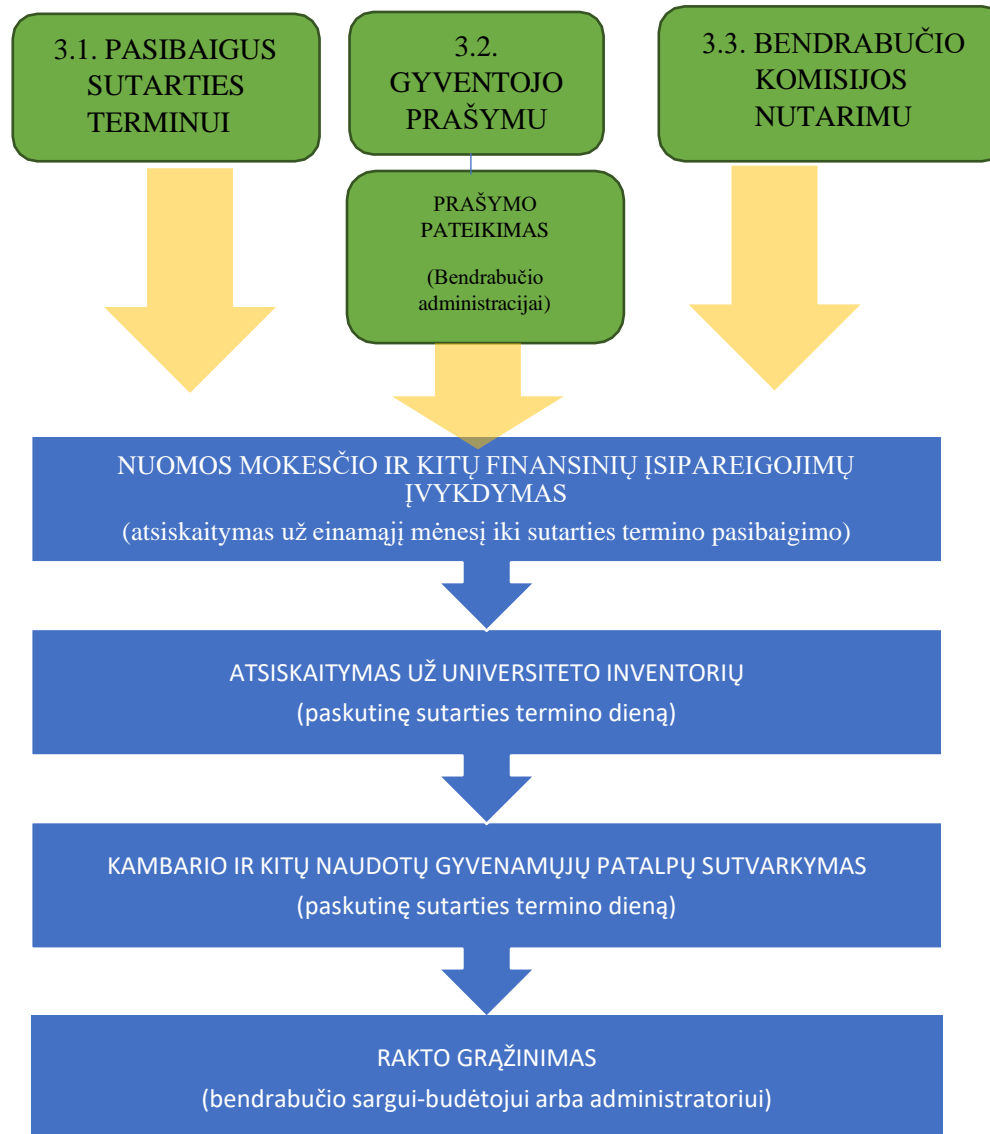 3.1. PASIBAIGUS
SUTARTIES
TERMINUI
3.2.
GYVENTOJO
PRAŠYMU
3.3. BENDRABUČIO
KOMISIJOS
NUTARIMU
PRAŠYMO
PATEIKIMAS
(Bendrabučio
administracijai)
NUOMOS MOKESČIO IR KITŲ FINANSINIŲ ĮSIPAREIGOJIMŲ
ĮVYKDYMAS
(atsiskaitymas už einamąjį mėnesį iki sutarties termino pasibaigimo)
ATSISKAITYMAS UŽ UNIVERSITETO INVENTORIŲ
(paskutinę sutarties termino dieną)
KAMBARIO IR KITŲ NAUDOTŲ GYVENAMŲJŲ PATALPŲ SUTVARKYMAS
(paskutinę sutarties termino dieną)
RAKTO GRĄŽINIMAS
(bendrabučio sargui-budėtojui arba administratoriui)